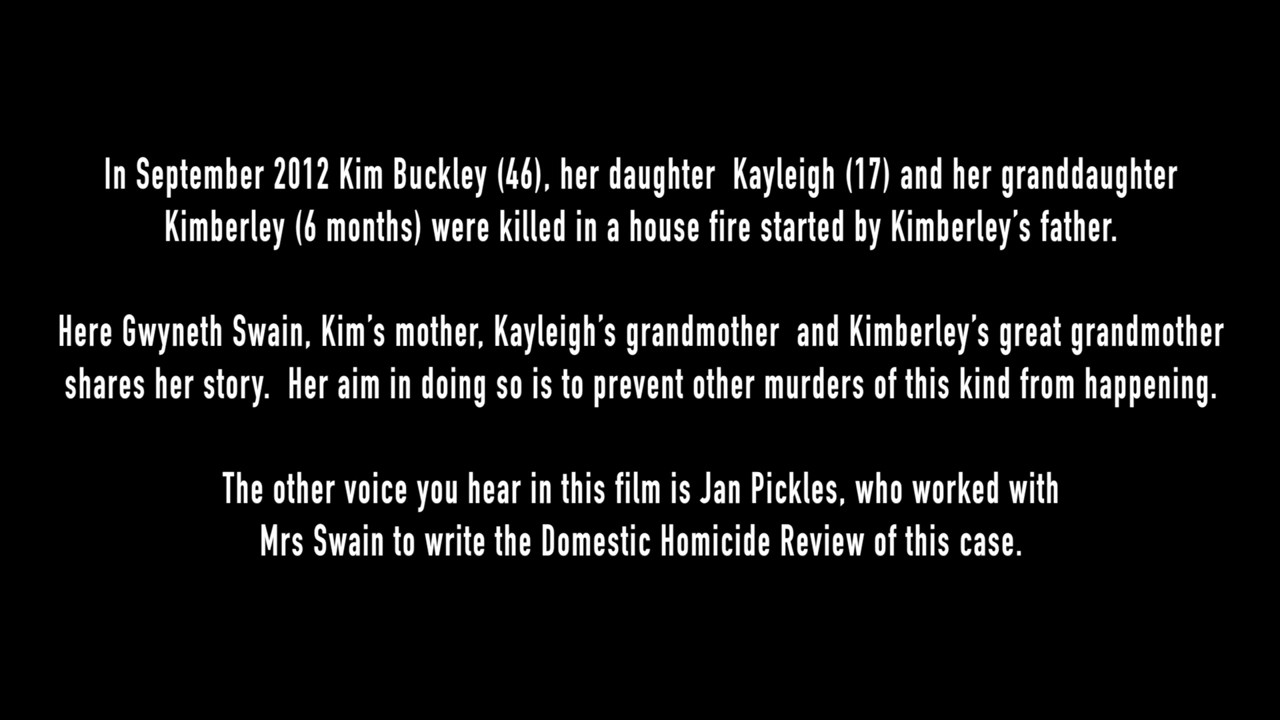 In September 2012 Kim Buckley (46), her daughter  Kayleigh (17) and her granddaughter
Kimberley (6 months) were killed in a house fire started by Kimberley’s father.
Here Gwyneth Swain, Kim’s mother, Kayleigh’s grandmother  and Kimberley’s great grandmother
shares her story.  Her aim in doing so is to prevent other murders of this kind from happening.
The other voice you hear in this film is Jan Pickles, who worked with
Mrs Swain to write the Domestic Homicide Review of this case.